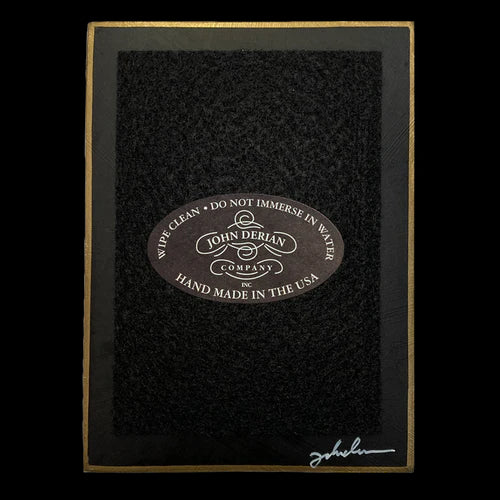 WIPE CLEAN • DO NOT IMMERSE IN WATER
JOHN DERIAN
COMPANY
INC
HAND MADE IN THE USA